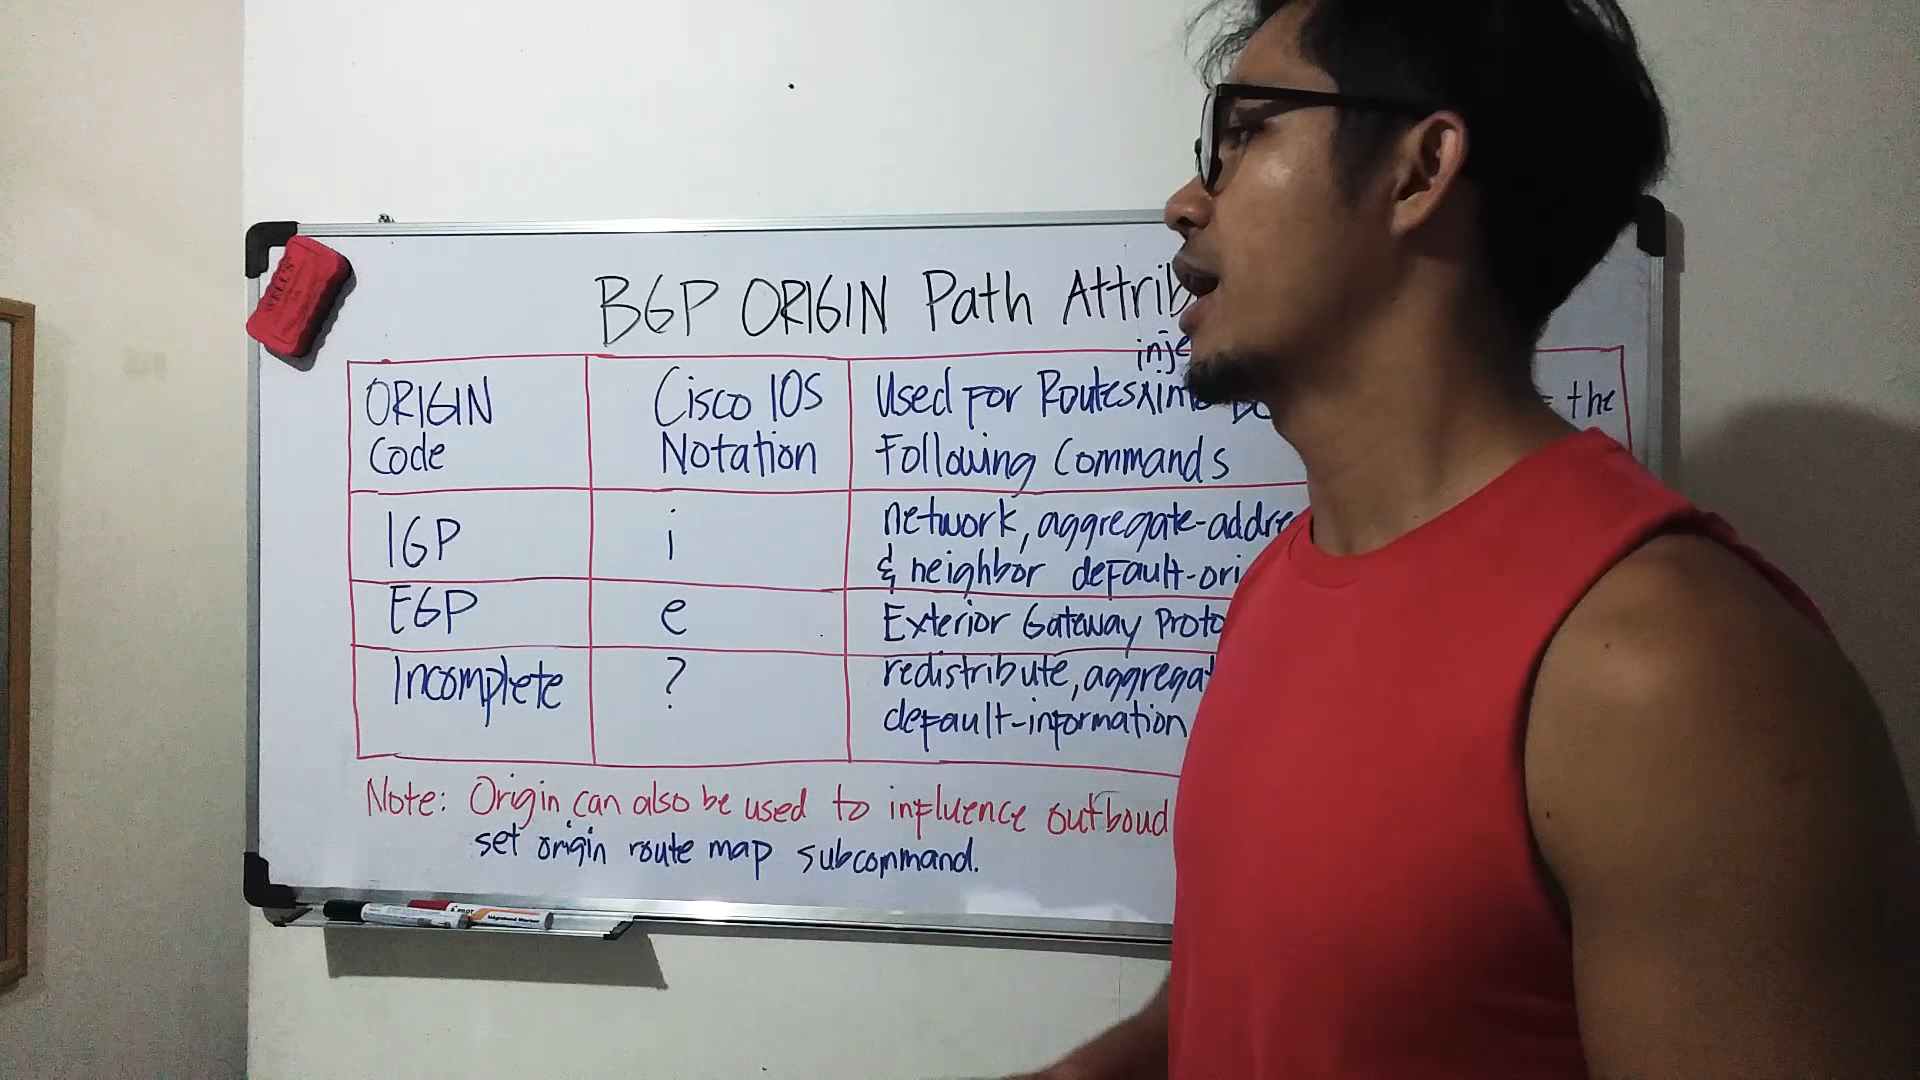 WELL'S
BGP ORIGIN Path Attrib
inje
ORIGIN
Code
Cisco IOS
Notation
Used for Routes
the
Following Commands
IGP
i
network, aggregate-addre
& neighbor default-ori
EGP
e
Exterior Gateway Proto
Incomplete
?
redistribute, aggregat
default-information
Note: Origin can also be used to influence outboud
set origin route map subcommand.
PILOT